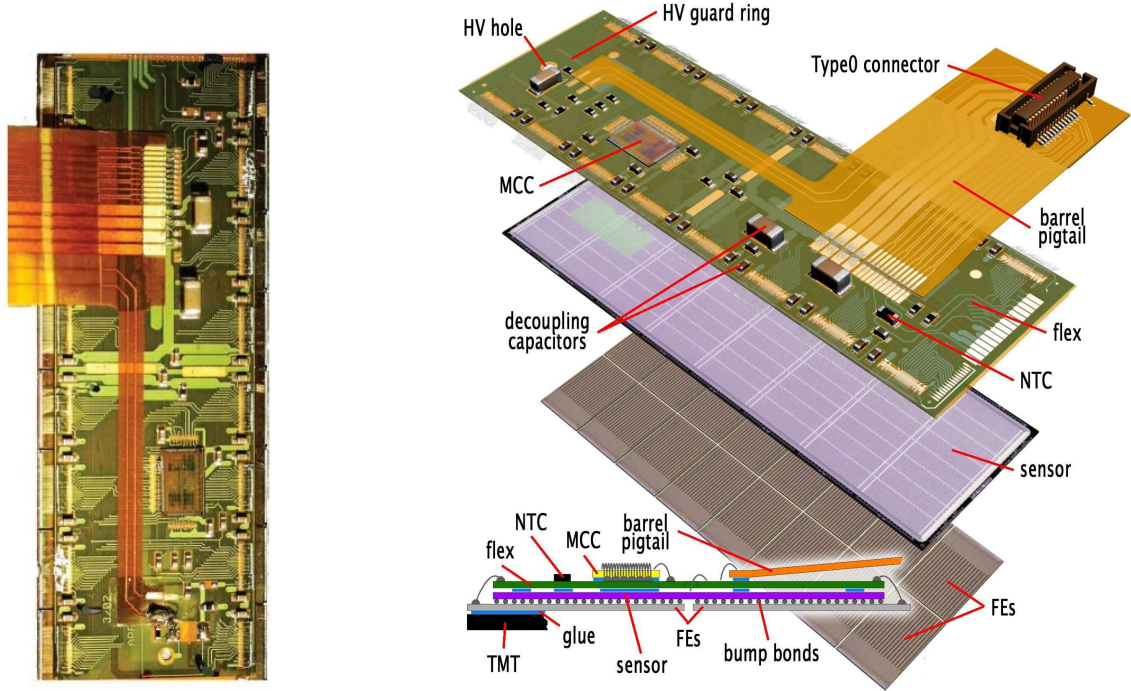 HV guard ring
HV hole
Type0 connector
MCC
barrel
pigtail
decoupling
capacitors
flex
NTC
sensor
barrel
pigtail
NTC
MCC
flex
FEs
glue
FEs
TMT
sensor
bump bonds